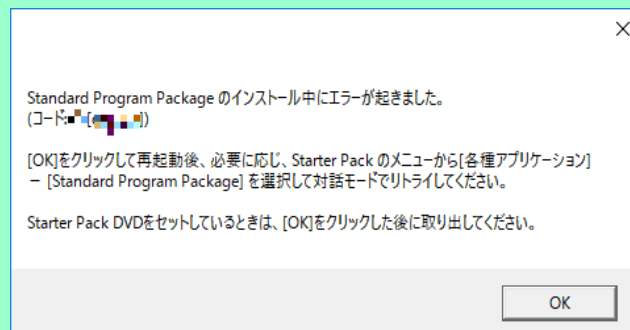 Standard Program Package のインストール中にエラーが起きました。
(コード: [ ])
[OK]をクリックして再起動後、必要に応じ、Starter Pack のメニューから[各種アプリケーション]
－ [Standard Program Package] を選択して対話モードでリトライしてください。
Starter Pack DVDをセットしているときは、[OK]をクリックした後に取り出してください。
OK